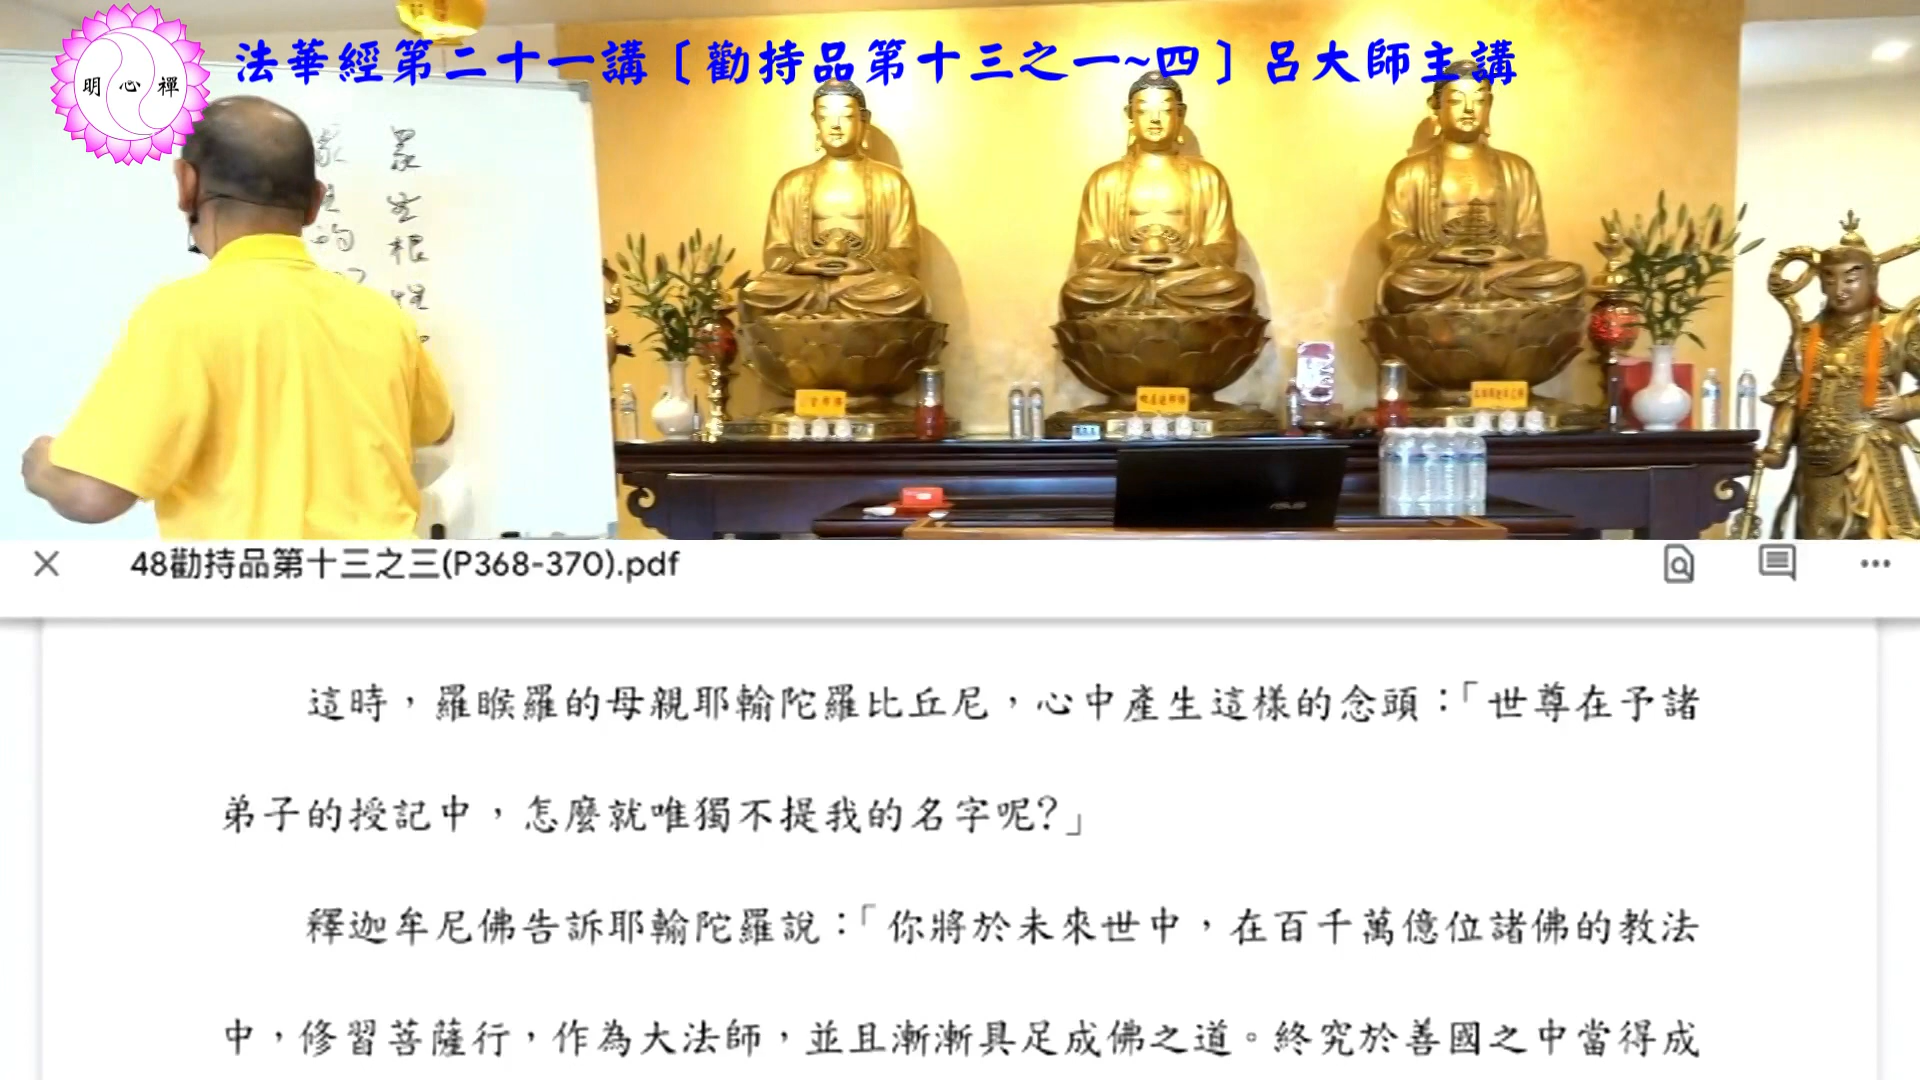 法華經第二十一講〔勸持品第十三之一~四〕呂大師主講
明心禪
眾生根性
的
ASUS
48勸持品第十三之三(P368-370).pdf
這時，羅睺羅的母親耶輸陀羅比丘尼，心中產生這樣的念頭：「世尊在予諸
弟子的授記中，怎麼就唯獨不提我的名字呢?」
釋迦牟尼佛告訴耶輸陀羅說：「你將於未來世中，在百千萬億位諸佛的教法
中，修習菩薩行，作為大法師，並且漸漸具足成佛之道。終究於善國之中當得成